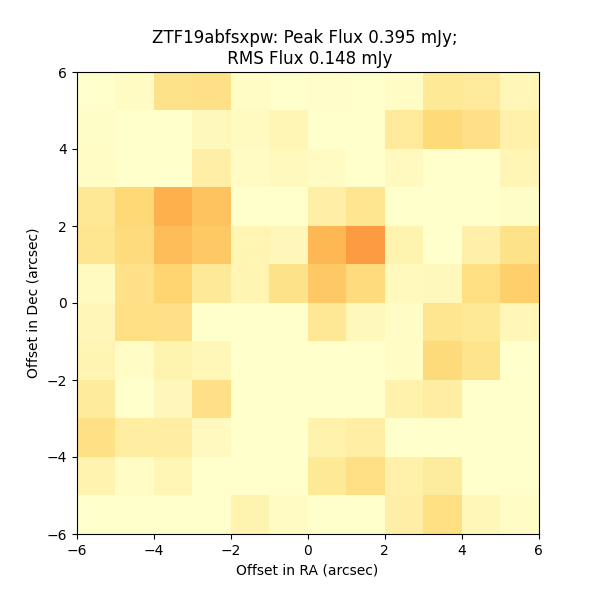 ZTF19abfsxpw: Peak Flux 0.395 mJy;
RMS Flux 0.148 mJy
6
4
2
0
−2
−4
−6
Offset in Dec (arcsec)
−6 −4 −2 0 2 4 6
Offset in RA (arcsec)